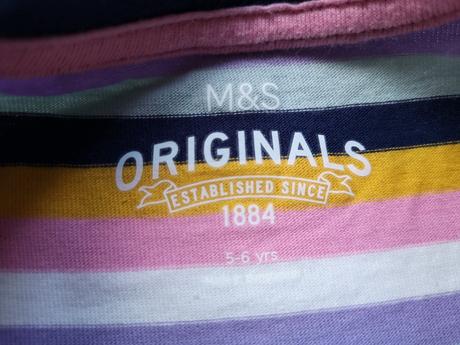 M&S
ORIGINALS
ESTABLISHED SINCE
1884
5-6 yrs